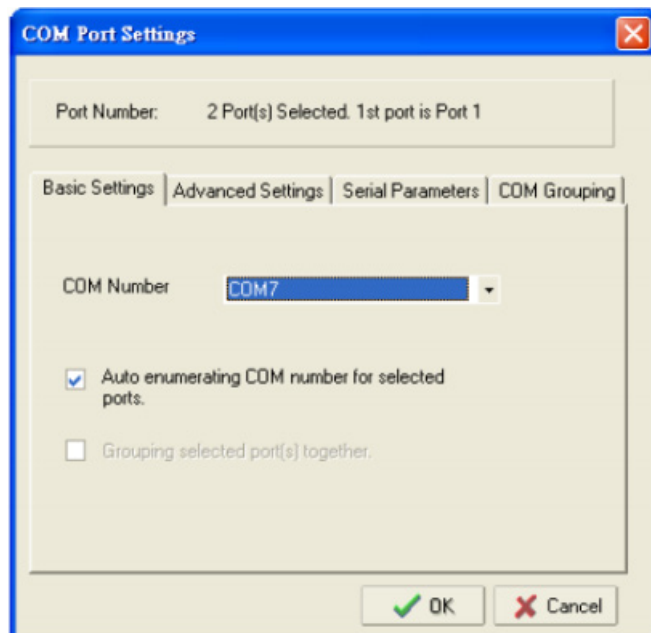 COM Port Settings
Port Number: 2 Port(s) Selected. 1st port is Port 1
Basic Settings Advanced Settings Serial Parameters COM Grouping
COM Number COM7
Auto enumerating COM number for selected
ports.
Grouping selected port(s) together.
OK Cancel